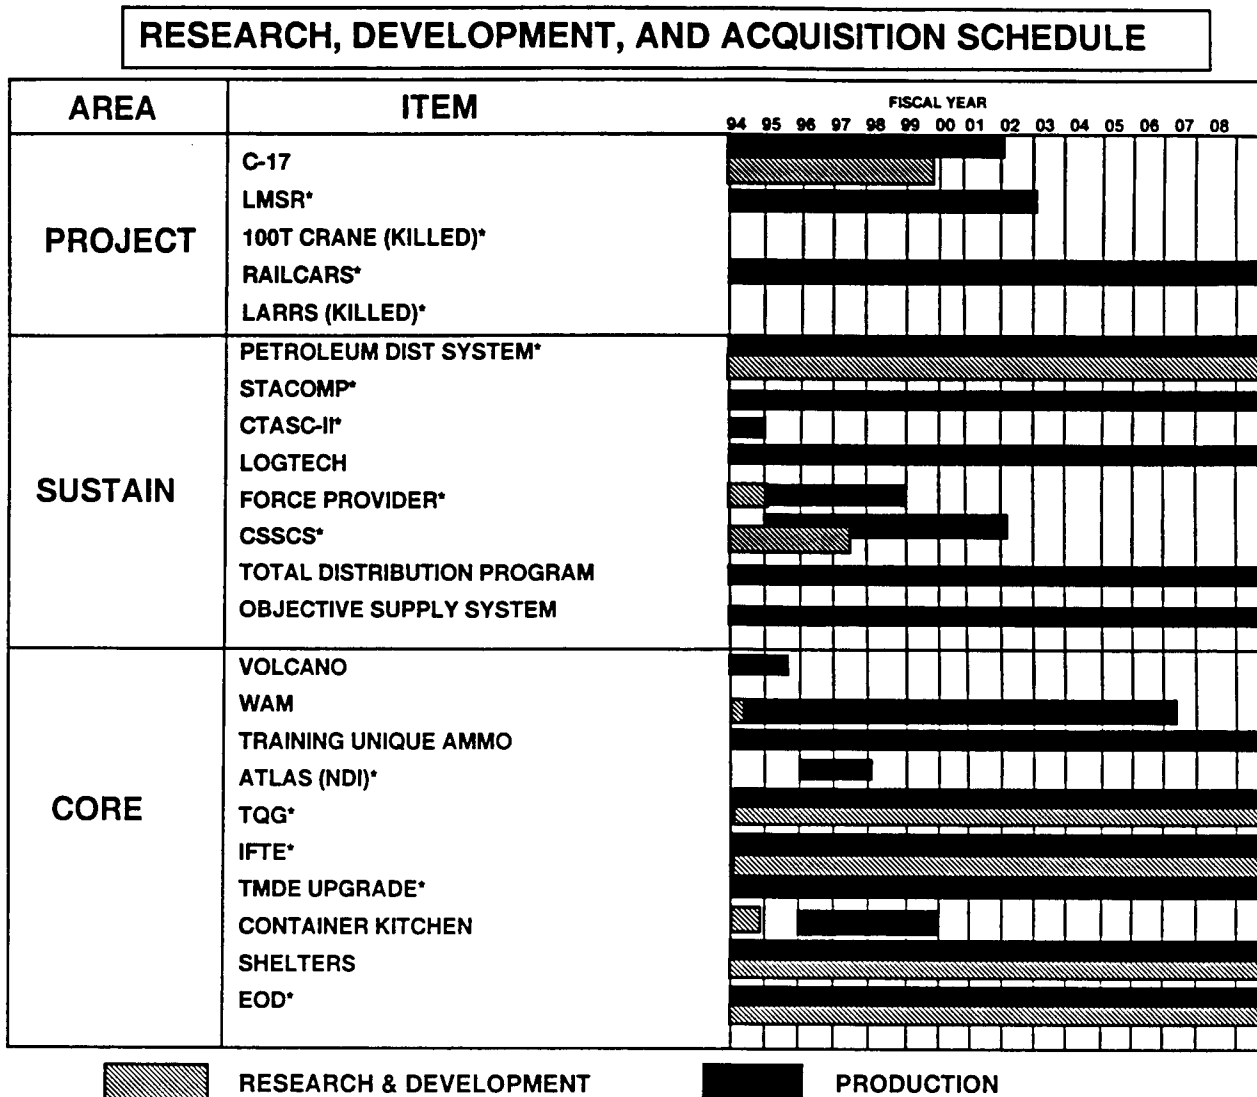 RESEARCH, DEVELOPMENT, AND ACQUISITION SCHEDULE
AREA ITEM FISCAL YEAR
94 95 96 97 98 99 00 01 02 03 04 05 06 07 08
PROJECT
C-17
LMSR*
100T CRANE (KILLED)*
RAILCARS*
LARRS (KILLED)*
SUSTAIN
PETROLEUM DIST SYSTEM*
STACOMP*
CTASC-II*
LOGTECH
FORCE PROVIDER*
CSSCS*
TOTAL DISTRIBUTION PROGRAM
OBJECTIVE SUPPLY SYSTEM
CORE
VOLCANO
WAM
TRAINING UNIQUE AMMO
ATLAS (NDI)*
TQG*
IFTE*
TMDE UPGRADE*
CONTAINER KITCHEN
SHELTERS
EOD*
RESEARCH & DEVELOPMENT PRODUCTION